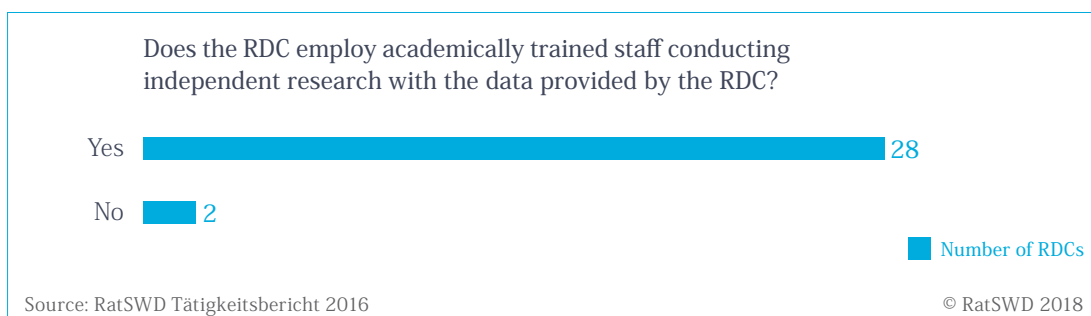 Does the RDC employ academically trained staff conducting
independent research with the data provided by the RDC?
Yes 28
No 2
Number of RDCs
Source: RatSWD Tätigkeitsbericht 2016 © RatSWD 2018